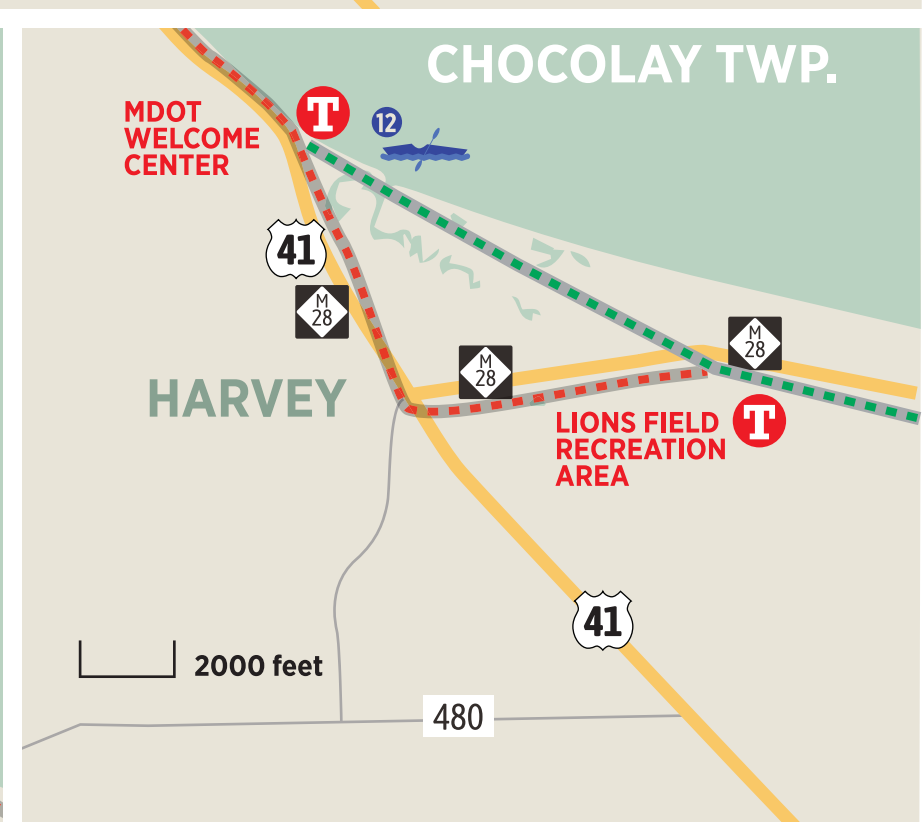 CHOCOLAY TWP.
MDOT
WELCOME
CENTER
T
12
41
M
28
M
28
M
28
HARVEY
LIONS FIELD
RECREATION
AREA
T
41
2000 feet
480